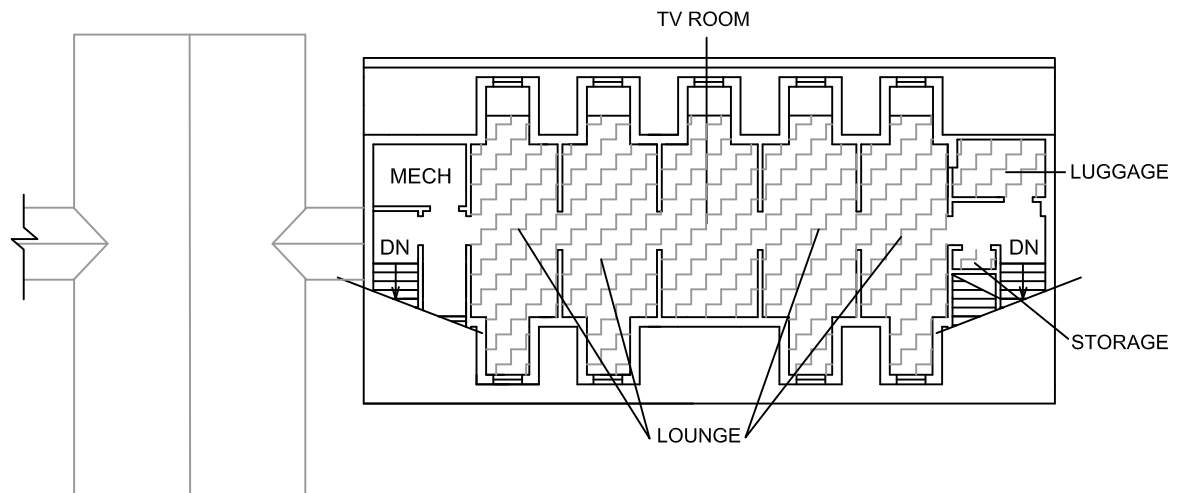 TV ROOM
MECH
LUGGAGE
DN
DN
STORAGE
LOUNGE